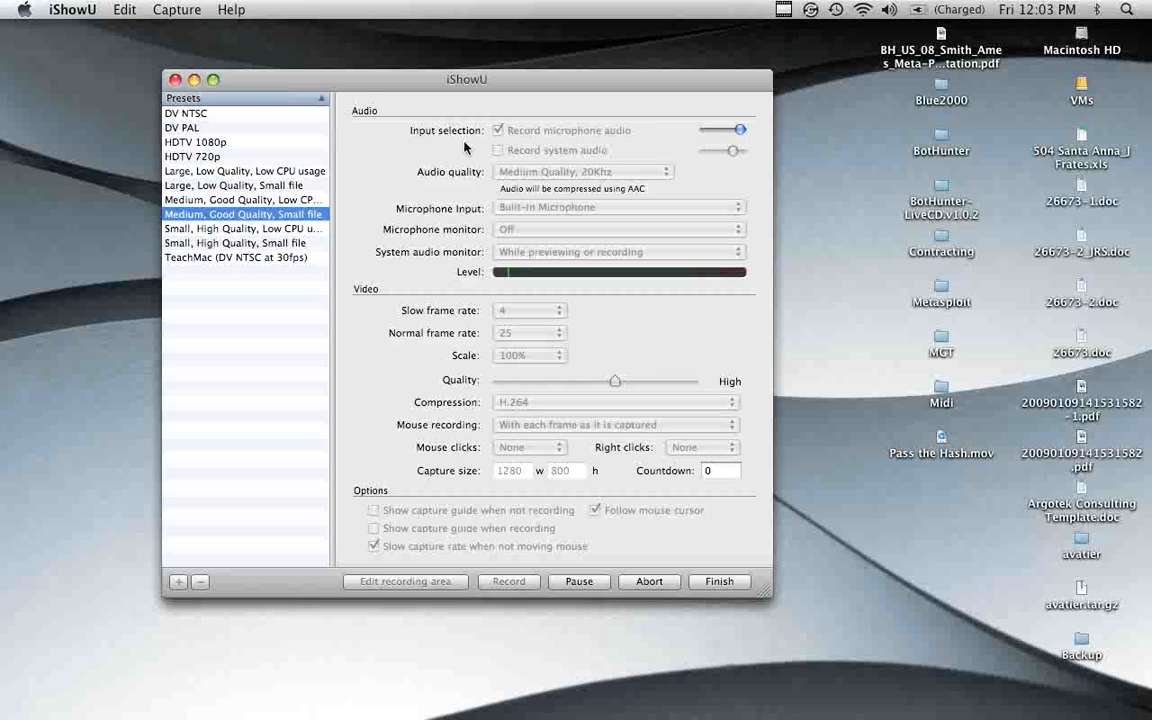 iShowU Edit Capture Help
(Charged) Fri 12:03 PM
iShowU
Presets
DV NTSC
DV PAL
HDTV 1080p
HDTV 720p
Large, Low Quality, Low CPU usage
Large, Low Quality, Small file
Medium, Good Quality, Low CP...
Medium, Good Quality, Small file
Small, High Quality, Low CPU u...
Small, High Quality, Small file
TeachMac (DV NTSC at 30fps)
Audio
Input selection: Record microphone audio
Record system audio
Audio quality: Medium Quality, 20Khz
Audio will be compressed using AAC
Microphone Input: Built-in Microphone
Microphone monitor: Off
System audio monitor: While previewing or recording
Level:
Video
Slow frame rate: 4
Normal frame rate: 25
Scale: 100%
Quality: High
Compression: H.264
Mouse recording: With each frame as it is captured
Mouse clicks: None Right clicks: None
Capture size: 1280 w 800 h Countdown: 0
Options
Show capture guide when not recording Follow mouse cursor
Show capture guide when recording
Slow capture rate when not moving mouse
+ − Edit recording area Record Pause Abort Finish
BH_US_08_Smith_Ame
s_Meta-P...tation.pdf
Blue2000
BotHunter
BotHunter-
LiveCD.v1.0.2
Contracting
Metasploit
MCT
Midi
Pass the Hash.mov
Macintosh HD
VMs
504 Santa Anna_J
Frates.xls
26673-1.doc
26673-2_JRS.doc
26673-2.doc
26673.doc
20090109141531582
-1.pdf
20090109141531582
.pdf
Argotek Consulting
Template.doc
avatier
avatier.tar.gz
Backup